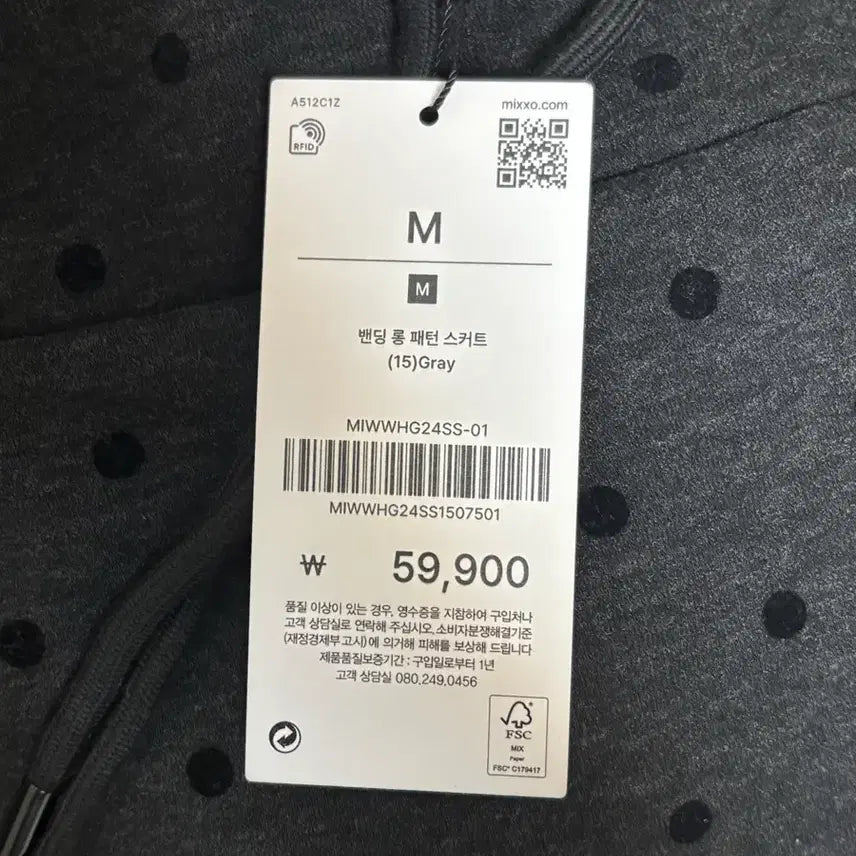 A512C1Z
mixxo.com
RFID
M
M
밴딩 롱 패턴 스커트
(15)Gray
MIWWHG24SS-01
MIWWHG24SS1507501
₩ 59,900
품질 이상이 있는 경우, 영수증을 지참하여 구입처나
고객 상담실로 연락해 주십시오. 소비자분쟁해결기준
(재정경제부 고시)에 의거해 피해를 보상해 드립니다
제품품질보증기간 : 구입일로부터 1년
고객 상담실 080.249.0456
FSC
MIX
Paper
FSC® C179417